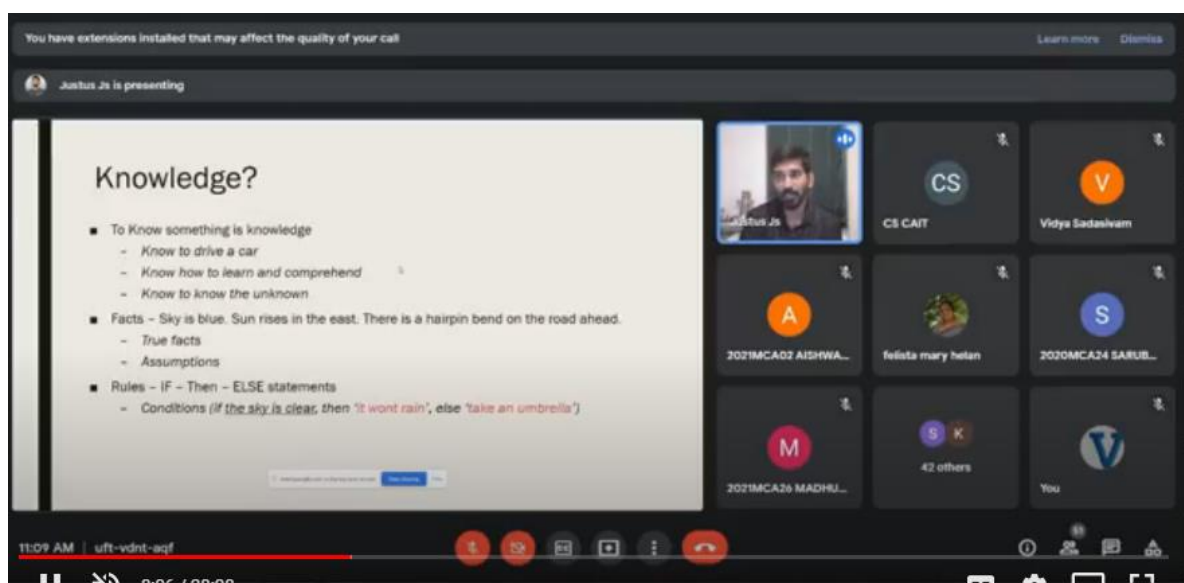 You have extensions installed that may affect the quality of your call
Learn more Dismiss
Justus Js is presenting
Knowledge?
■ To Know something is knowledge
– Know to drive a car
– Know how to learn and comprehend
– Know to know the unknown
■ Facts – Sky is blue. Sun rises in the east. There is a hairpin bend on the road ahead.
– True facts
– Assumptions
■ Rules – IF – Then – ELSE statements
– Conditions (if the sky is clear, then 'it wont rain', else 'take an umbrella')
Justus Js
CS
CS CAIT
V
Vidya Sadasivam
A
2021MCA02 AISHWA...
felista mary helan
S
2020MCA24 SARUB...
M
2021MCA26 MADHU...
S K
42 others
V
You
11:09 AM | uft-vdnt-aqf
51